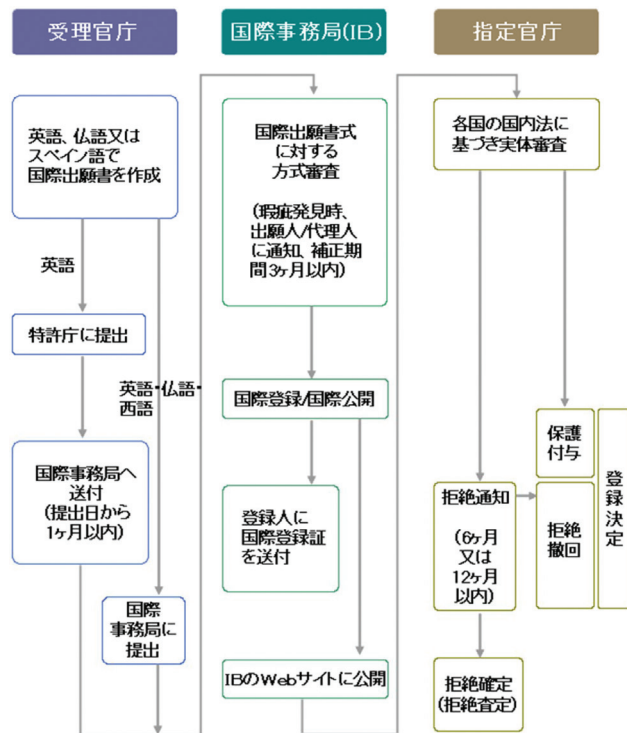 受理官庁
英語、仏語又は
スペイン語で
国際出願書を作成
英語
特許庁に提出
英語・仏語・
西語
国際事務局へ
送付
(提出日から
1ヶ月以内)
国際
事務局に
提出
国際事務局(IB)
国際出願書式
に対する
方式審査
(瑕疵発見時、
出願人/代理人
に通知、補正期
間3ヶ月以内)
国際登録/国際公開
登録人に
国際登録証
を送付
IBのWebサイトに公開
指定官庁
各国の国内法に
基づき実体審査
保護
付与
拒絶通知
(6ヶ月
又は
12ヶ月
以内)
拒絶
撤回
登録決定
拒絶確定
(拒絶査定)